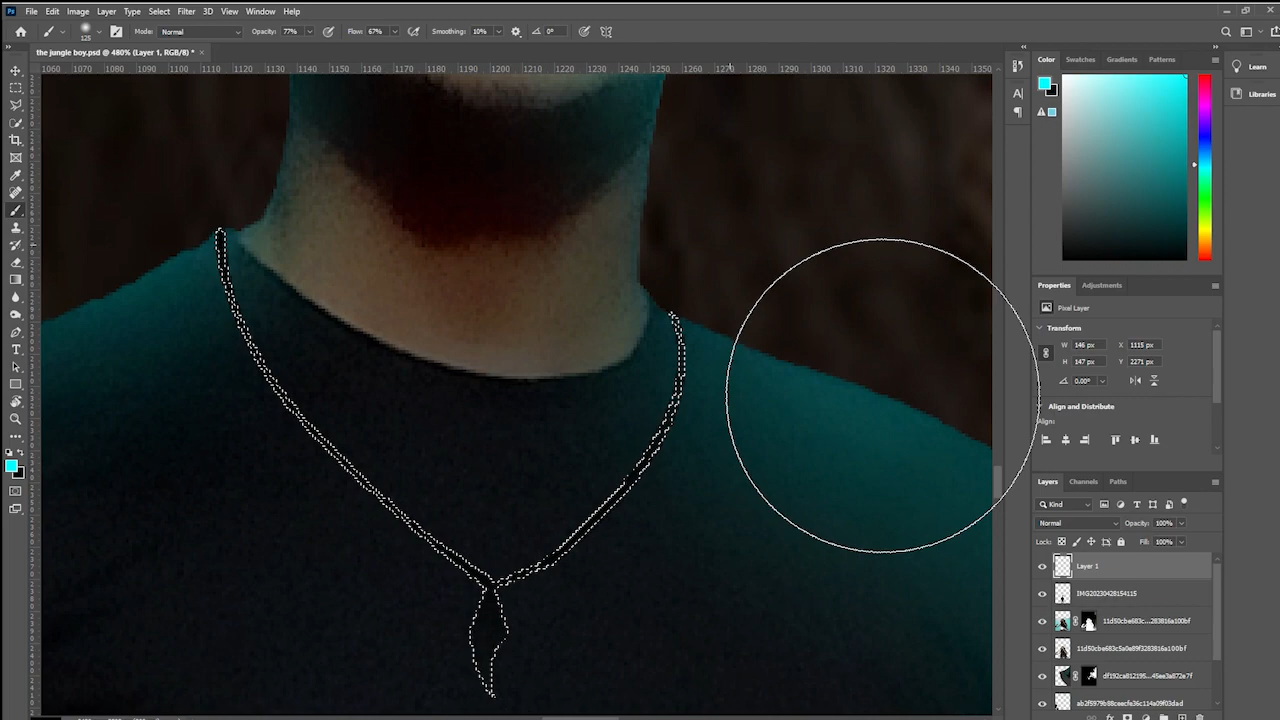 Ps File Edit Image Layer Type Select Filter 3D View Window Help
125 Mode: Normal Opacity: 77% Flow: 67% Smoothing: 10% 0°
the jungle boy.psd @ 480% (Layer 1, RGB/8) *
1060 1070 1080 1090 1100 1110 1120 1130 1140 1150 1160 1170 1180 1190 1200 1210 1220 1230 1240 1250 1260 1270 1280 1290 1300 1310 1320 1330 1340 1350
Color Swatches Gradients Patterns
Learn
Libraries
Properties Adjustments
Pixel Layer
Transform
W 146 px X 1115 px
H 147 px Y 2271 px
0.00°
Align and Distribute
Align:
Layers Channels Paths
Kind
Normal Opacity: 100%
Lock: Fill: 100%
Layer 1
IMG20230428154115
11d50cbe683c...283816a100bf
11d50cbe683c5a0e89f3283816a100bf
df192ca812195...45ee3a872e7f
ab2f5979b88ceecfe36c114a09f03dad